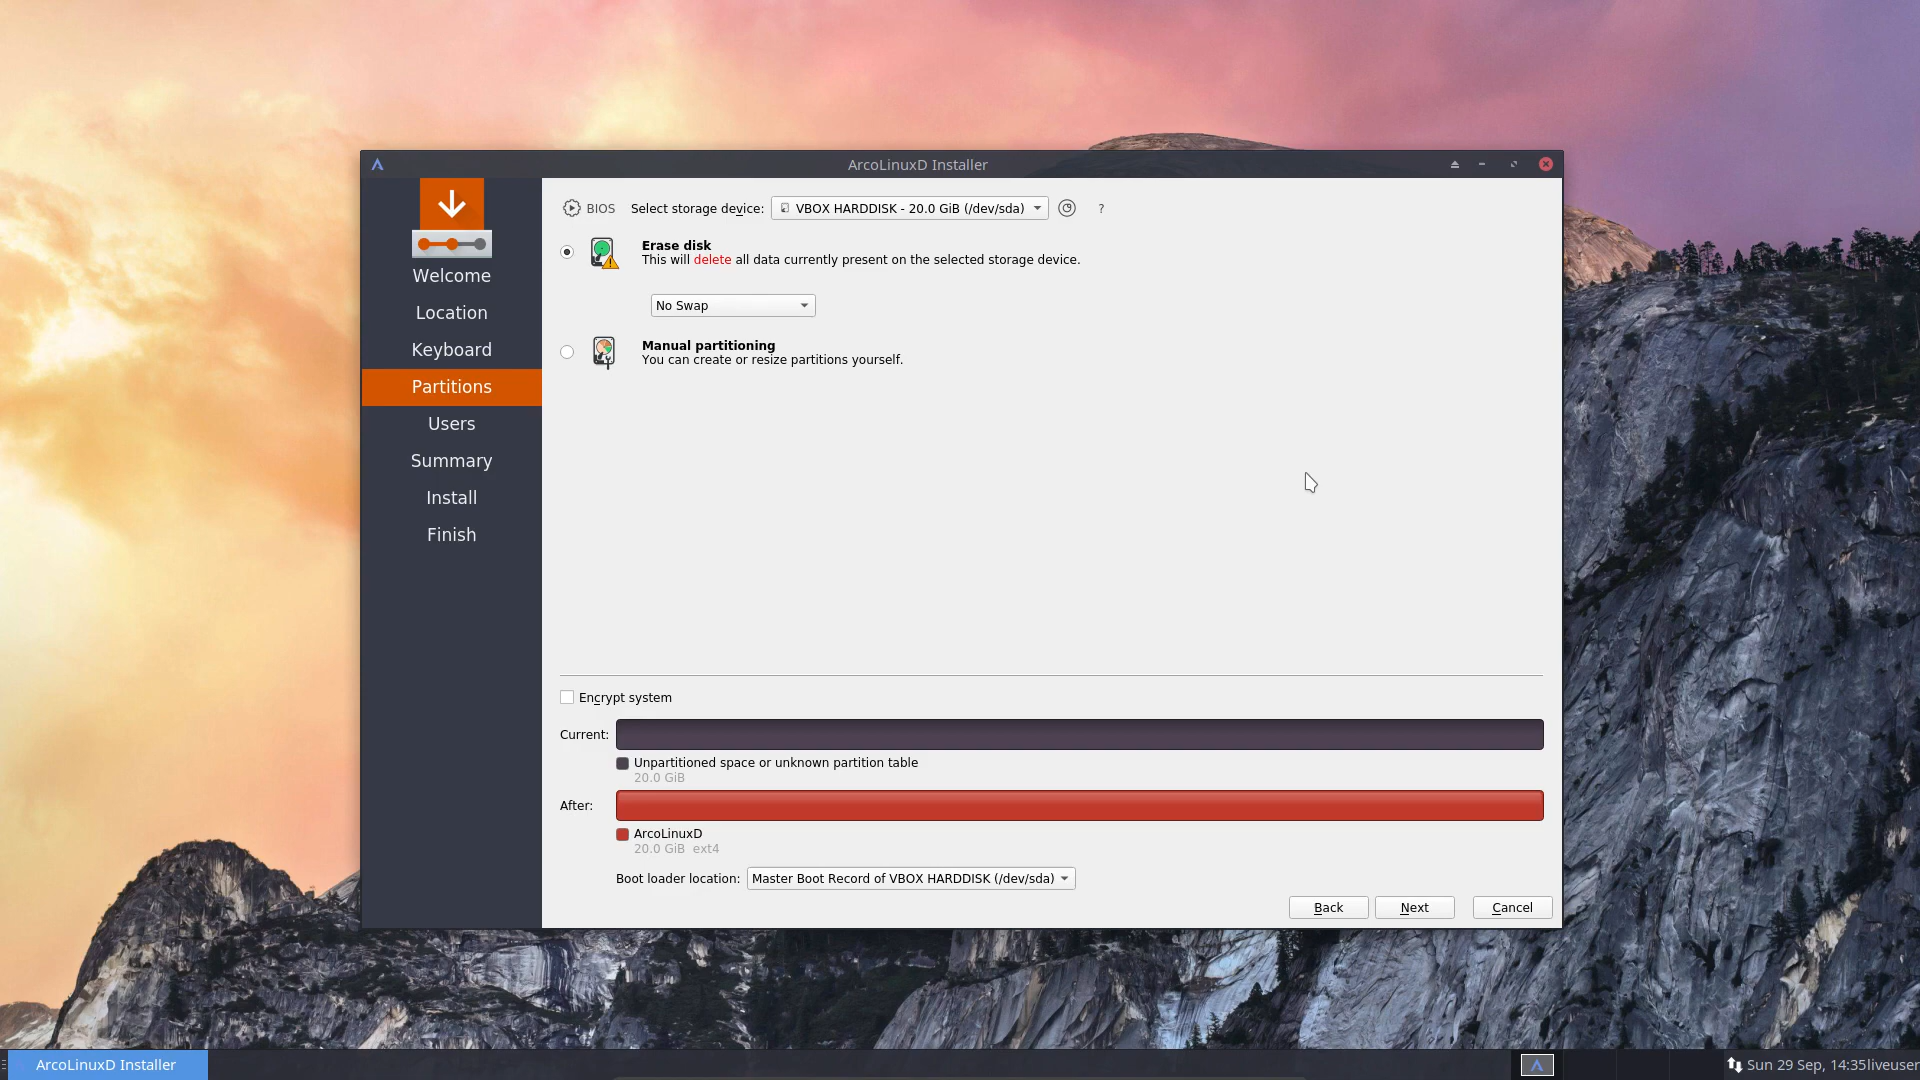 ArcoLinuxD Installer
Welcome
Location
Keyboard
Partitions
Users
Summary
Install
Finish
BIOS Select storage device: VBOX HARDDISK - 20.0 GiB (/dev/sda) ?
Erase disk
This will delete all data currently present on the selected storage device.
No Swap
Manual partitioning
You can create or resize partitions yourself.
Encrypt system
Current:
Unpartitioned space or unknown partition table
20.0 GiB
After:
ArcoLinuxD
20.0 GiB ext4
Boot loader location: Master Boot Record of VBOX HARDDISK (/dev/sda)
Back Next Cancel
ArcoLinuxD Installer Sun 29 Sep, 14:35 liveuser